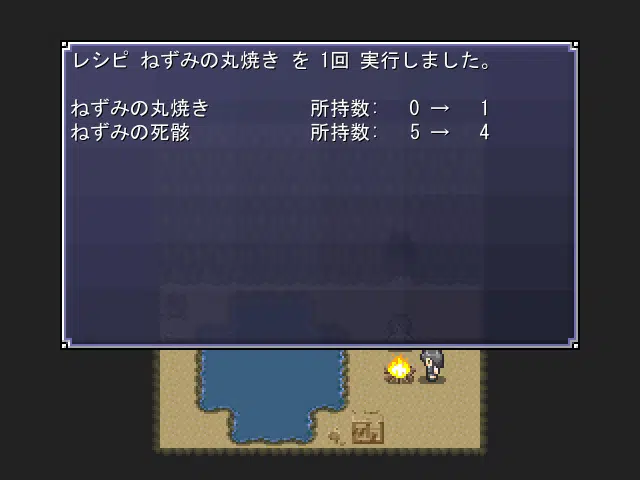 レシピ ねずみの丸焼き を 1回 実行しました。
ねずみの丸焼き 所持数: 0 → 1
ねずみの死骸 所持数: 5 → 4